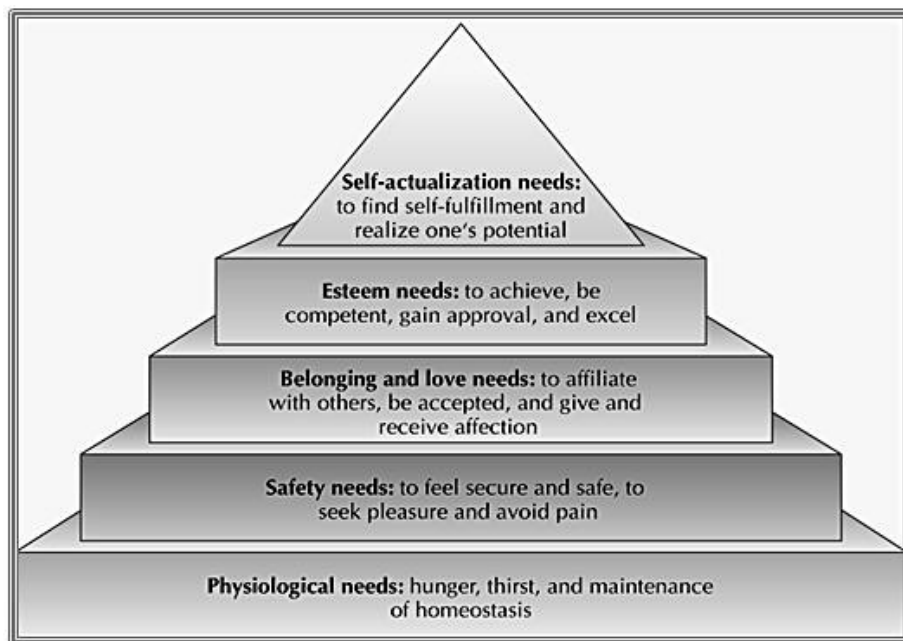 Self-actualization needs:
to find self-fulfillment and
realize one's potential
Esteem needs: to achieve, be
competent, gain approval, and excel
Belonging and love needs: to affiliate
with others, be accepted, and give and
receive affection
Safety needs: to feel secure and safe, to
seek pleasure and avoid pain
Physiological needs: hunger, thirst, and maintenance
of homeostasis